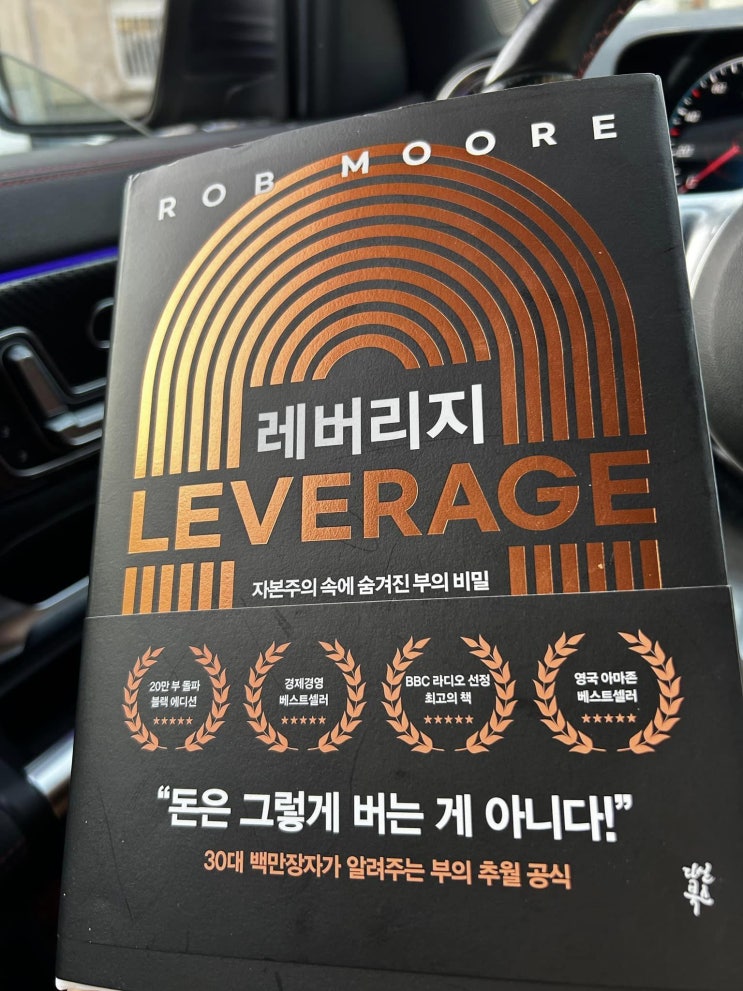 ROB MOORE
레버리지
LEVERAGE
자본주의 속에 숨겨진 부의 비밀
20만 부 돌파
블랙 에디션
경제경영
베스트셀러
BBC 라디오 선정
최고의 책
영국 아마존
베스트셀러
“돈은 그렇게 버는 게 아니다!”
30대 백만장자가 알려주는 부의 추월 공식
다산
북스